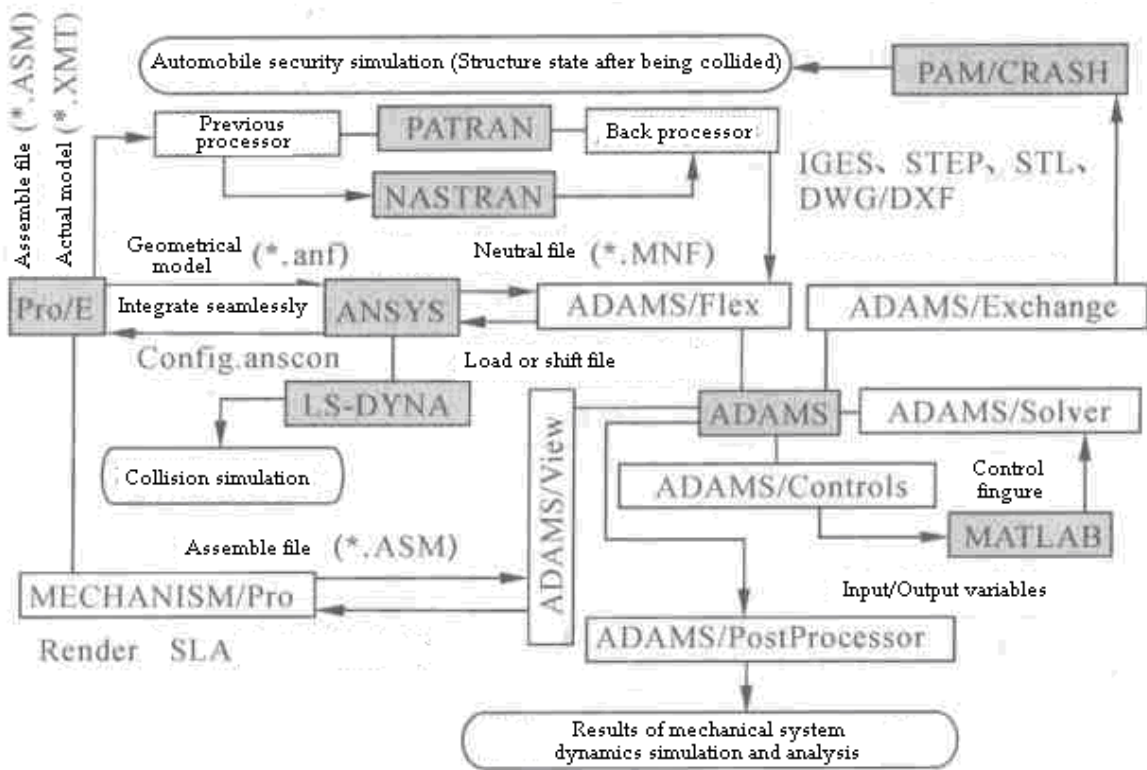 Assemble file (*.ASM)
Actual model (*.XMT)
Automobile security simulation (Structure state after being collided)
PAM/CRASH
Previous
processor
PATRAN
Back processor
NASTRAN
IGES、STEP、STL、
DWG/DXF
Geometrical
model
(*.anf)
Neutral file (*.MNF)
Pro/E
Integrate seamlessly
ANSYS
ADAMS/Flex
ADAMS/Exchange
Config.anscon
Load or shift file
LS-DYNA
ADAMS/View
ADAMS
ADAMS/Solver
Collision simulation
ADAMS/Controls
Control
fingure
MATLAB
Assemble file (*.ASM)
MECHANISM/Pro
Input/Output variables
Render SLA
ADAMS/PostProcessor
Results of mechanical system
dynamics simulation and analysis